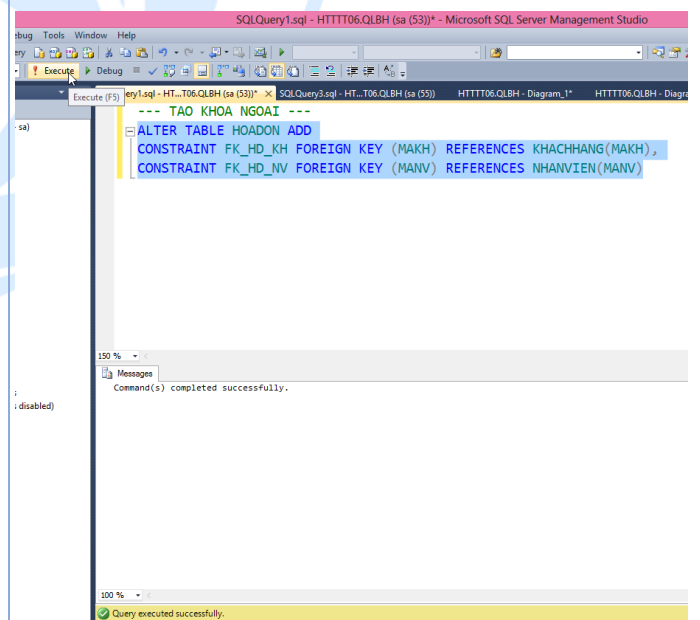 SQLQuery1.sql - HTTTT06.QLBH (sa (53))* - Microsoft SQL Server Management Studio
ebug Tools Window Help
ery
Execute Debug
Execute (F5)
ery1.sql - HT...T06.QLBH (sa (53))* × SQLQuery3.sql - HT...T06.QLBH (sa (55)) HTTTT06.QLBH - Diagram_1* HTTTT06.QLBH - Diagra
--- TAO KHOA NGOAI ---
sa)
ALTER TABLE HOADON ADD
CONSTRAINT FK_HD_KH FOREIGN KEY (MAKH) REFERENCES KHACHHANG(MAKH),
CONSTRAINT FK_HD_NV FOREIGN KEY (MANV) REFERENCES NHANVIEN(MANV)
150 %
Messages
Command(s) completed successfully.
s
s disabled)
100 %
Query executed successfully.